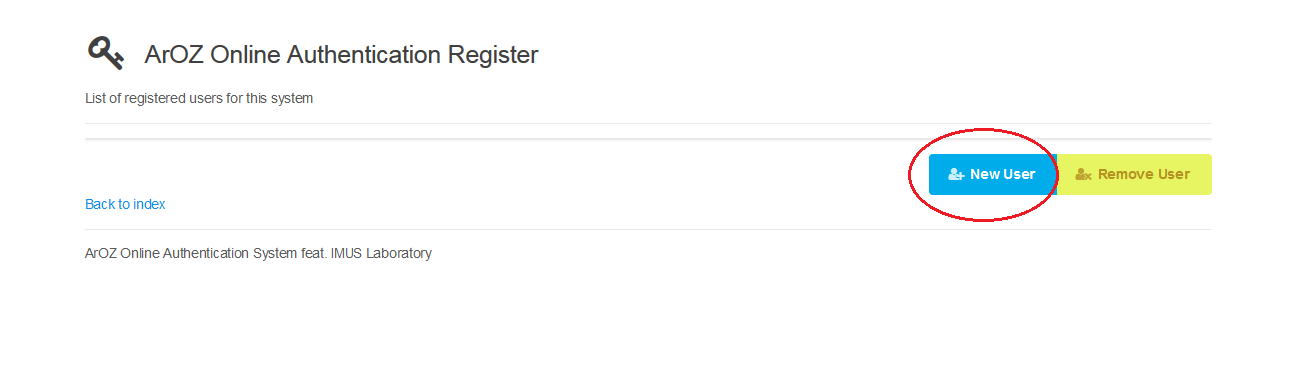 ArOZ Online Authentication Register
List of registered users for this system
New User
Remove User
Back to index
ArOZ Online Authentication System feat. IMUS Laboratory